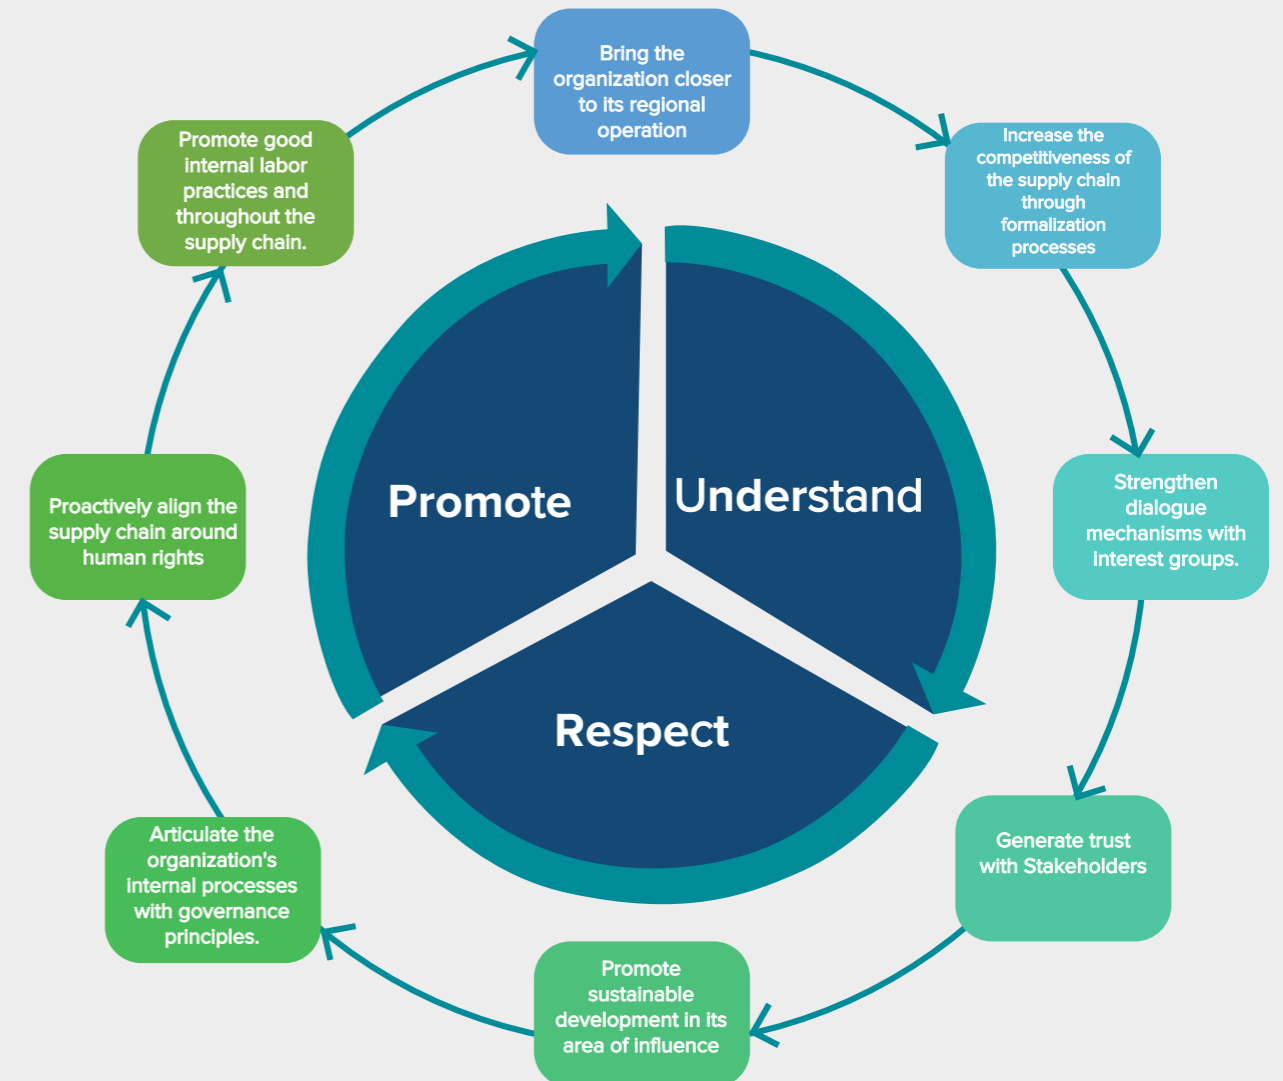 Bring the
organization closer
to its regional
operation
Increase the
competitiveness of
the supply chain
through
formalization
processes
Strengthen
dialogue
mechanisms with
interest groups.
Generate trust
with Stakeholders
Promote
sustainable
development in its
area of influence
Articulate the
organization's
internal processes
with governance
principles.
Proactively align the
supply chain around
human rights
Promote good
internal labor
practices and
throughout the
supply chain.
Promote
Understand
Respect